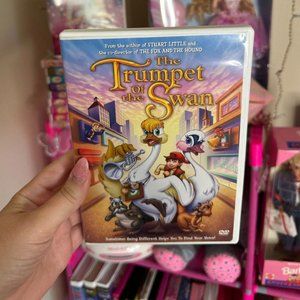 From the author of STUART LITTLE and
the co-director of THE FOX AND THE HOUND
The
Trumpet
of the Swan
Sometimes Being Different Helps You To Find Your Voice!
DVD
Barbie